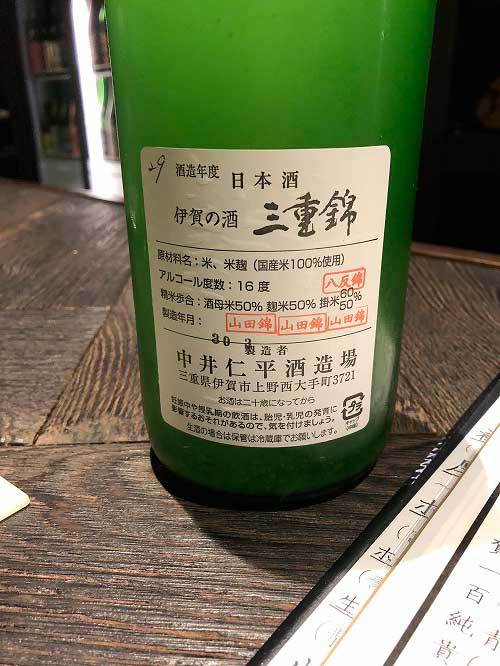 29 酒造年度 日本酒
伊賀の酒 三重錦
原材料名：米、米麹（国産米100%使用）
アルコール度数：16度 八反錦
60%
精米歩合：酒母米50% 麹米50% 掛米50%
製造年月： 山田錦 山田錦 山田錦
30 3
製造者
中井仁平酒造場
三重県伊賀市上野西大手町3721
お酒は二十歳になってから
妊娠中や授乳期の飲酒は、胎児・乳児の発育に
影響するおそれがあるので、気を付けましょう。
生酒の場合は保管は冷蔵庫でお願いします。
プラ
生
百
純